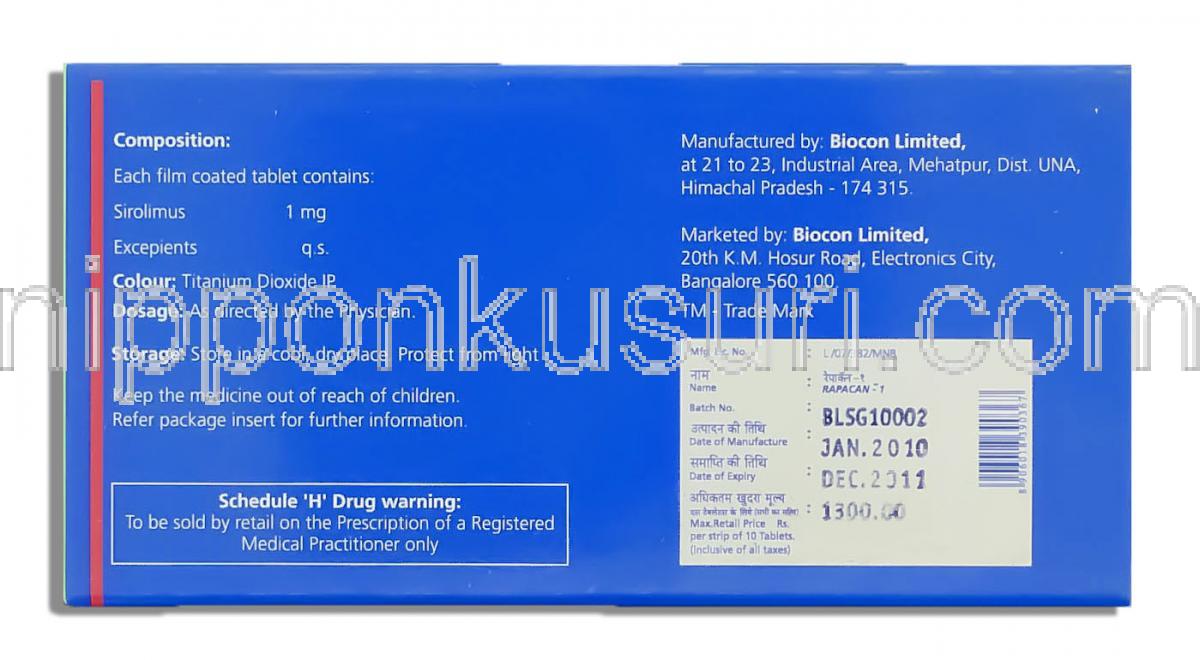 Composition:
Each film coated tablet contains:
Sirolimus 1 mg
Excepients q.s.
Colour: Titanium Dioxide IP
Dosage: As directed by the Physician.
Storage: Store in a cool, dry place. Protect from light
Keep the medicine out of reach of children.
Refer package insert for further information.
Schedule 'H' Drug warning:
To be sold by retail on the Prescription of a Registered
Medical Practitioner only
Manufactured by: Biocon Limited,
at 21 to 23, Industrial Area, Mehatpur, Dist. UNA,
Himachal Pradesh - 174 315.
Marketed by: Biocon Limited,
20th K.M. Hosur Road, Electronics City,
Bangalore 560 100.
TM - Trade Mark
Mfg. Lic. No. :
नाम
Name : RAPACAN -1
Batch No. : BLSG10002
उत्पादन की तिथि
Date of Manufacture : JAN.2010
समाप्ति की तिथि
Date of Expiry : DEC.2011
अधिकतम खुदरा मूल्य : 1300.00
Max.Retail Price Rs.
per strip of 10 Tablets.
(Inclusive of all taxes)
nipponkusuri.com